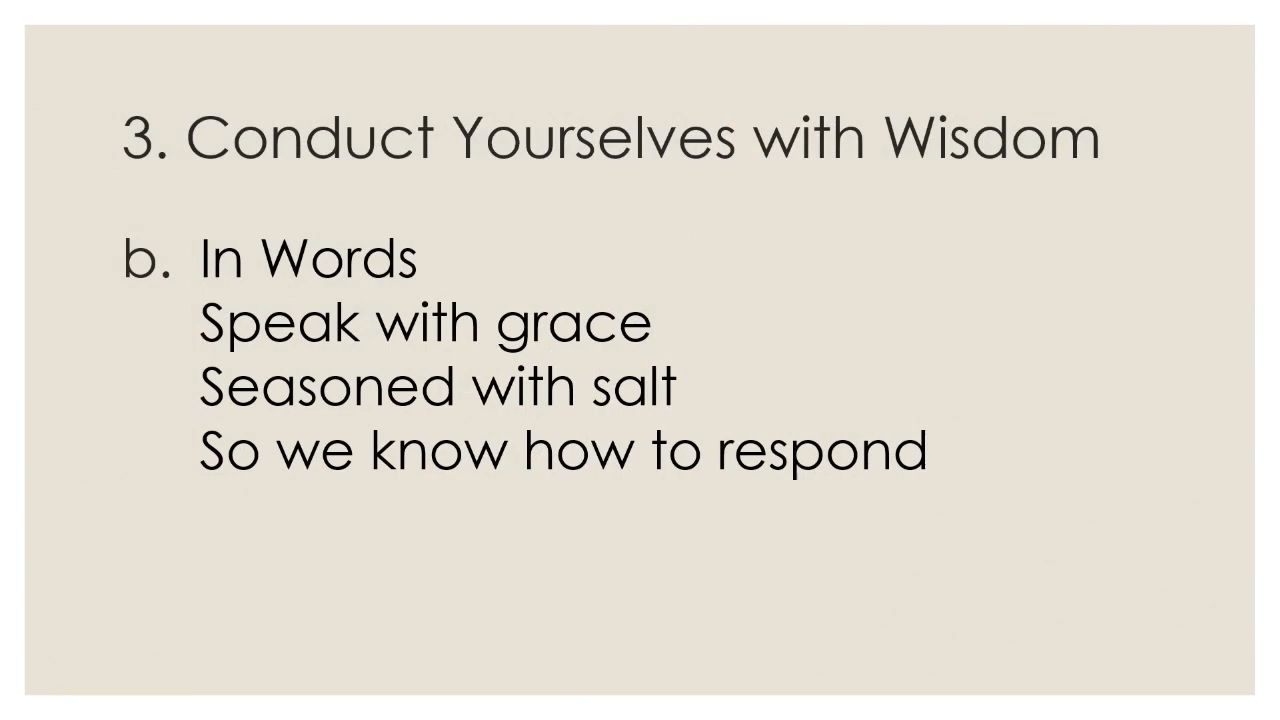 3. Conduct Yourselves with Wisdom
b. In Words
Speak with grace
Seasoned with salt
So we know how to respond